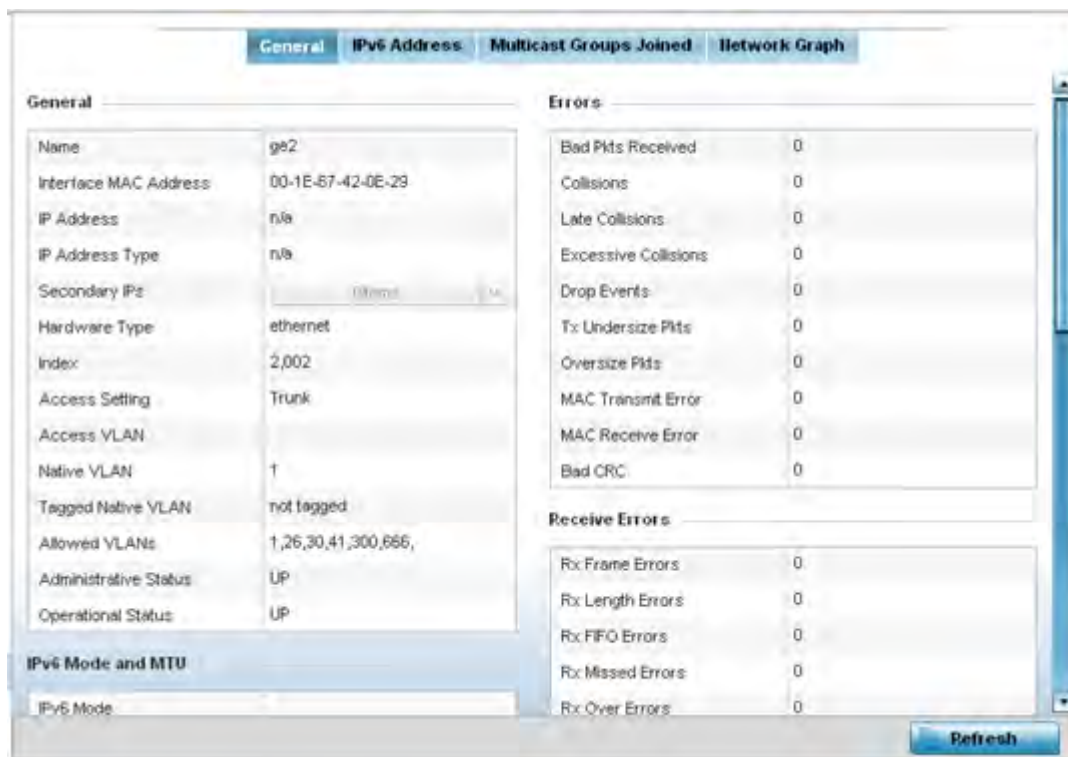 General IPv6 Address Multicast Groups Joined Network Graph
General
Name ge2
Interface MAC Address 00-1E-67-42-0E-29
IP Address n/a
IP Address Type n/a
Secondary IPs
Hardware Type ethernet
Index 2,002
Access Setting Trunk
Access VLAN
Native VLAN 1
Tagged Native VLAN not tagged
Allowed VLANs 1,26,30,41,300,666,
Administrative Status UP
Operational Status UP
IPv6 Mode and MTU
IPv6 Mode
Errors
Bad Pkts Received 0
Collisions 0
Late Collisions 0
Excessive Collisions 0
Drop Events 0
Tx Undersize Pkts 0
Oversize Pkts 0
MAC Transmit Error 0
MAC Receive Error 0
Bad CRC 0
Receive Errors
Rx Frame Errors 0
Rx Length Errors 0
Rx FIFO Errors 0
Rx Missed Errors 0
Rx Over Errors 0
Refresh